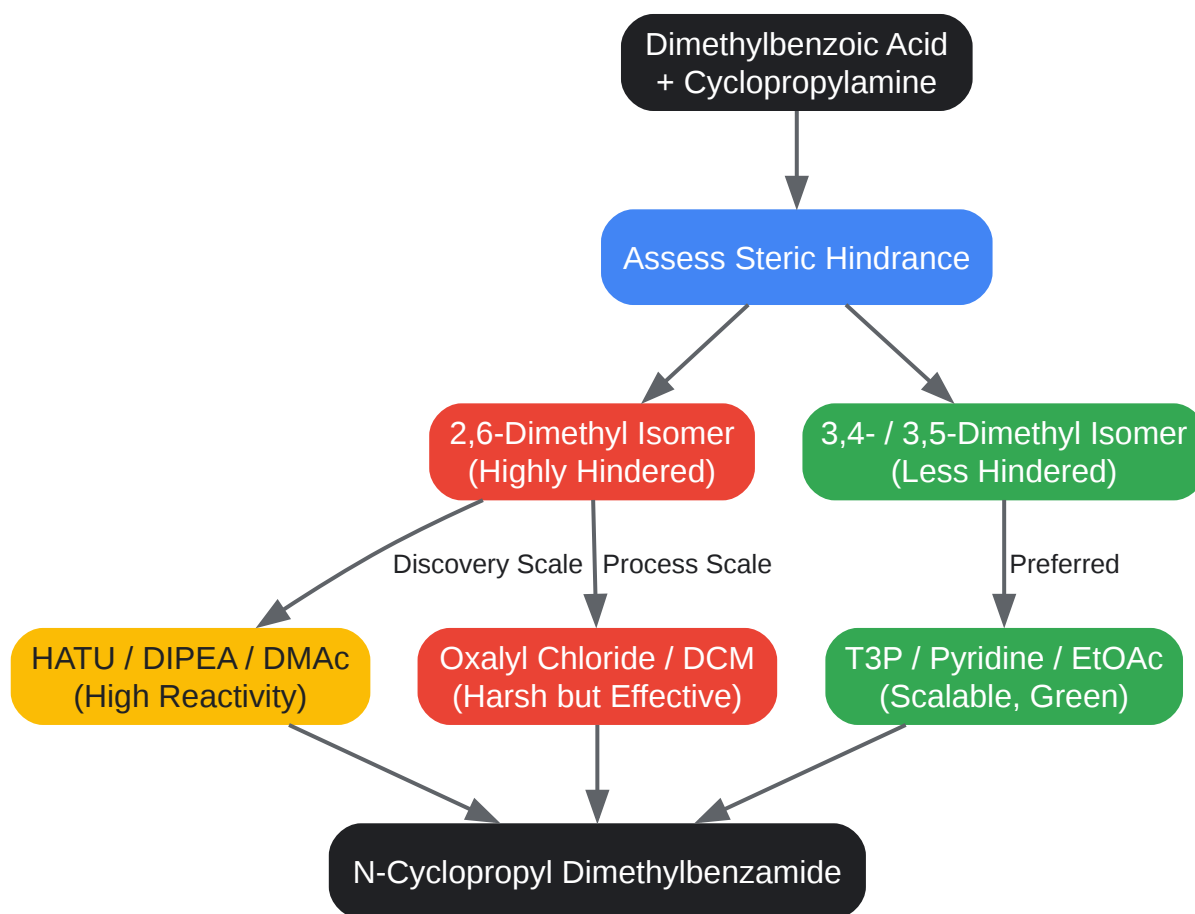 Dimethylbenzoic Acid
+ Cyclopropylamine
Assess Steric Hindrance
2,6-Dimethyl Isomer
(Highly Hindered)
3,4- / 3,5-Dimethyl Isomer
(Less Hindered)
Discovery Scale
Process Scale
Preferred
HATU / DIPEA / DMAc
(High Reactivity)
Oxalyl Chloride / DCM
(Harsh but Effective)
T3P / Pyridine / EtOAc
(Scalable, Green)
N-Cyclopropyl Dimethylbenzamide